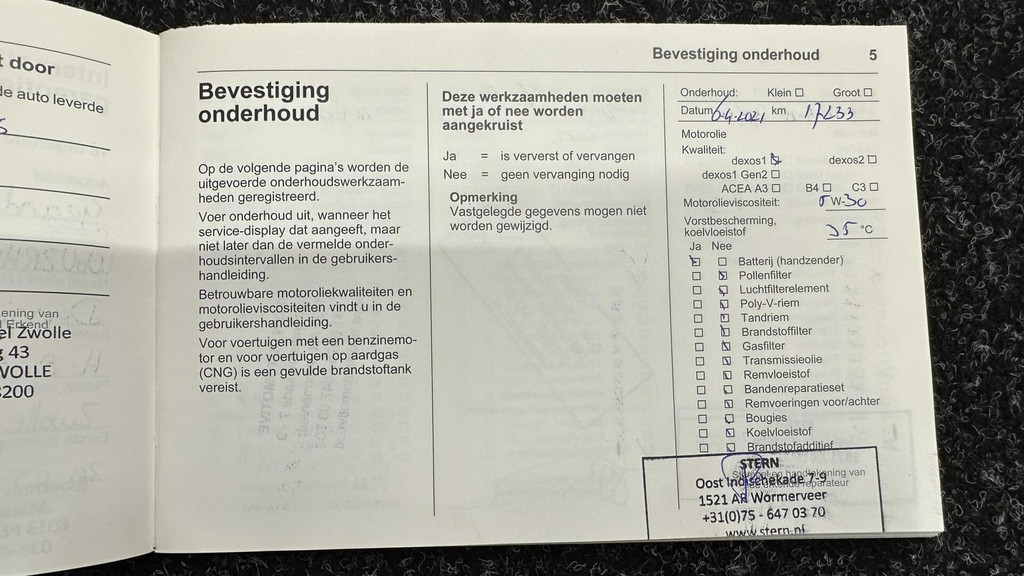 t door
de auto leverde
ening van
Erkend
el Zwolle
g 43
WOLLE
3200
Bevestiging onderhoud 5
Bevestiging
onderhoud
Op de volgende pagina's worden de
uitgevoerde onderhoudswerkzaam-
heden geregistreerd.
Voer onderhoud uit, wanneer het
service-display dat aangeeft, maar
niet later dan de vermelde onder-
houdsintervallen in de gebruikers-
handleiding.
Betrouwbare motoroliekwaliteiten en
motorolieviscositeiten vindt u in de
gebruikershandleiding.
Voor voertuigen met een benzinemo-
tor en voor voertuigen op aardgas
(CNG) is een gevulde brandstoftank
vereist.
Deze werkzaamheden moeten
met ja of nee worden
aangekruist
Ja = is ververst of vervangen
Nee = geen vervanging nodig
Opmerking
Vastgelegde gegevens mogen niet
worden gewijzigd.
Onderhoud: Klein ☐ Groot ☐
Datum 6-4-2021 km 17233
Motorolie
Kwaliteit:
dexos1 dexos2 ☐
dexos1 Gen2 ☐
ACEA A3 ☐ B4 ☐ C3 ☐
Motorolieviscositeit: W-30
Vorstbescherming,
koelvloeistof °C
Ja Nee
Batterij (handzender)
Pollenfilter
Luchtfilterelement
Poly-V-riem
Tandriem
Brandstoffilter
Gasfilter
Transmissieolie
Remvloeistof
Bandenreparatieset
Remvoeringen voor/achter
Bougies
Koelvloeistof
Brandstofadditief
STERN
Oost Indischekade 7-9
1521 AR Wormerveer
+31(0)75 - 647 03 70
www.stern.nl